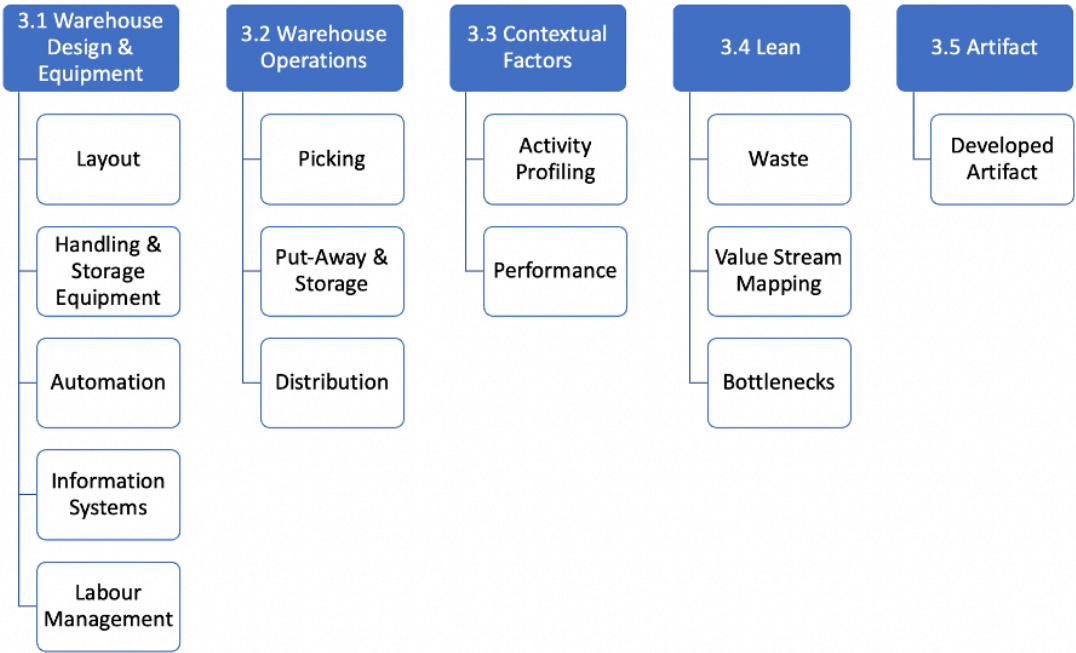 3.1 Warehouse
Design &
Equipment
Layout
Handling &
Storage
Equipment
Automation
Information
Systems
Labour
Management
3.2 Warehouse
Operations
Picking
Put-Away &
Storage
Distribution
3.3 Contextual
Factors
Activity
Profiling
Performance
3.4 Lean
Waste
Value Stream
Mapping
Bottlenecks
3.5 Artifact
Developed
Artifact